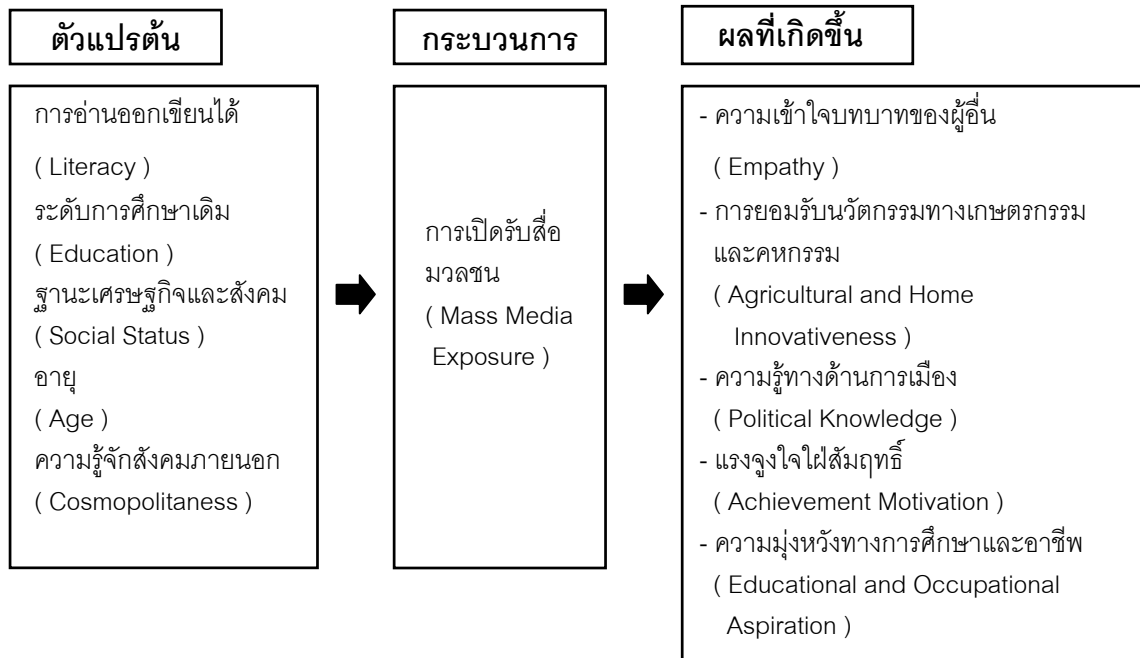 ตัวแปรต้น
การอ่านออกเขียนได้
( Literacy )
ระดับการศึกษาเดิม
( Education )
ฐานะเศรษฐกิจและสังคม
( Social Status )
อายุ
( Age )
ความรู้จักสังคมภายนอก
( Cosmopolitaness )
กระบวนการ
การเปิดรับสื่อ
มวลชน
( Mass Media
Exposure )
ผลที่เกิดขึ้น
- ความเข้าใจบทบาทของผู้อื่น
( Empathy )
- การยอมรับนวัตกรรมทางเกษตรกรรม
และคหกรรม
( Agricultural and Home
Innovativeness )
- ความรู้ทางด้านการเมือง
( Political Knowledge )
- แรงจูงใจใฝ่สัมฤทธิ์
( Achievement Motivation )
- ความมุ่งหวังทางการศึกษาและอาชีพ
( Educational and Occupational
Aspiration )